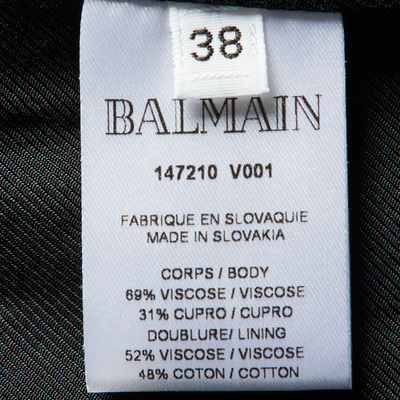 38
BALMAIN
147210 V001
FABRIQUE EN SLOVAQUIE
MADE IN SLOVAKIA
CORPS / BODY
69% VISCOSE / VISCOSE
31% CUPRO / CUPRO
DOUBLURE/ LINING
52% VISCOSE / VISCOSE
48% COTON / COTTON